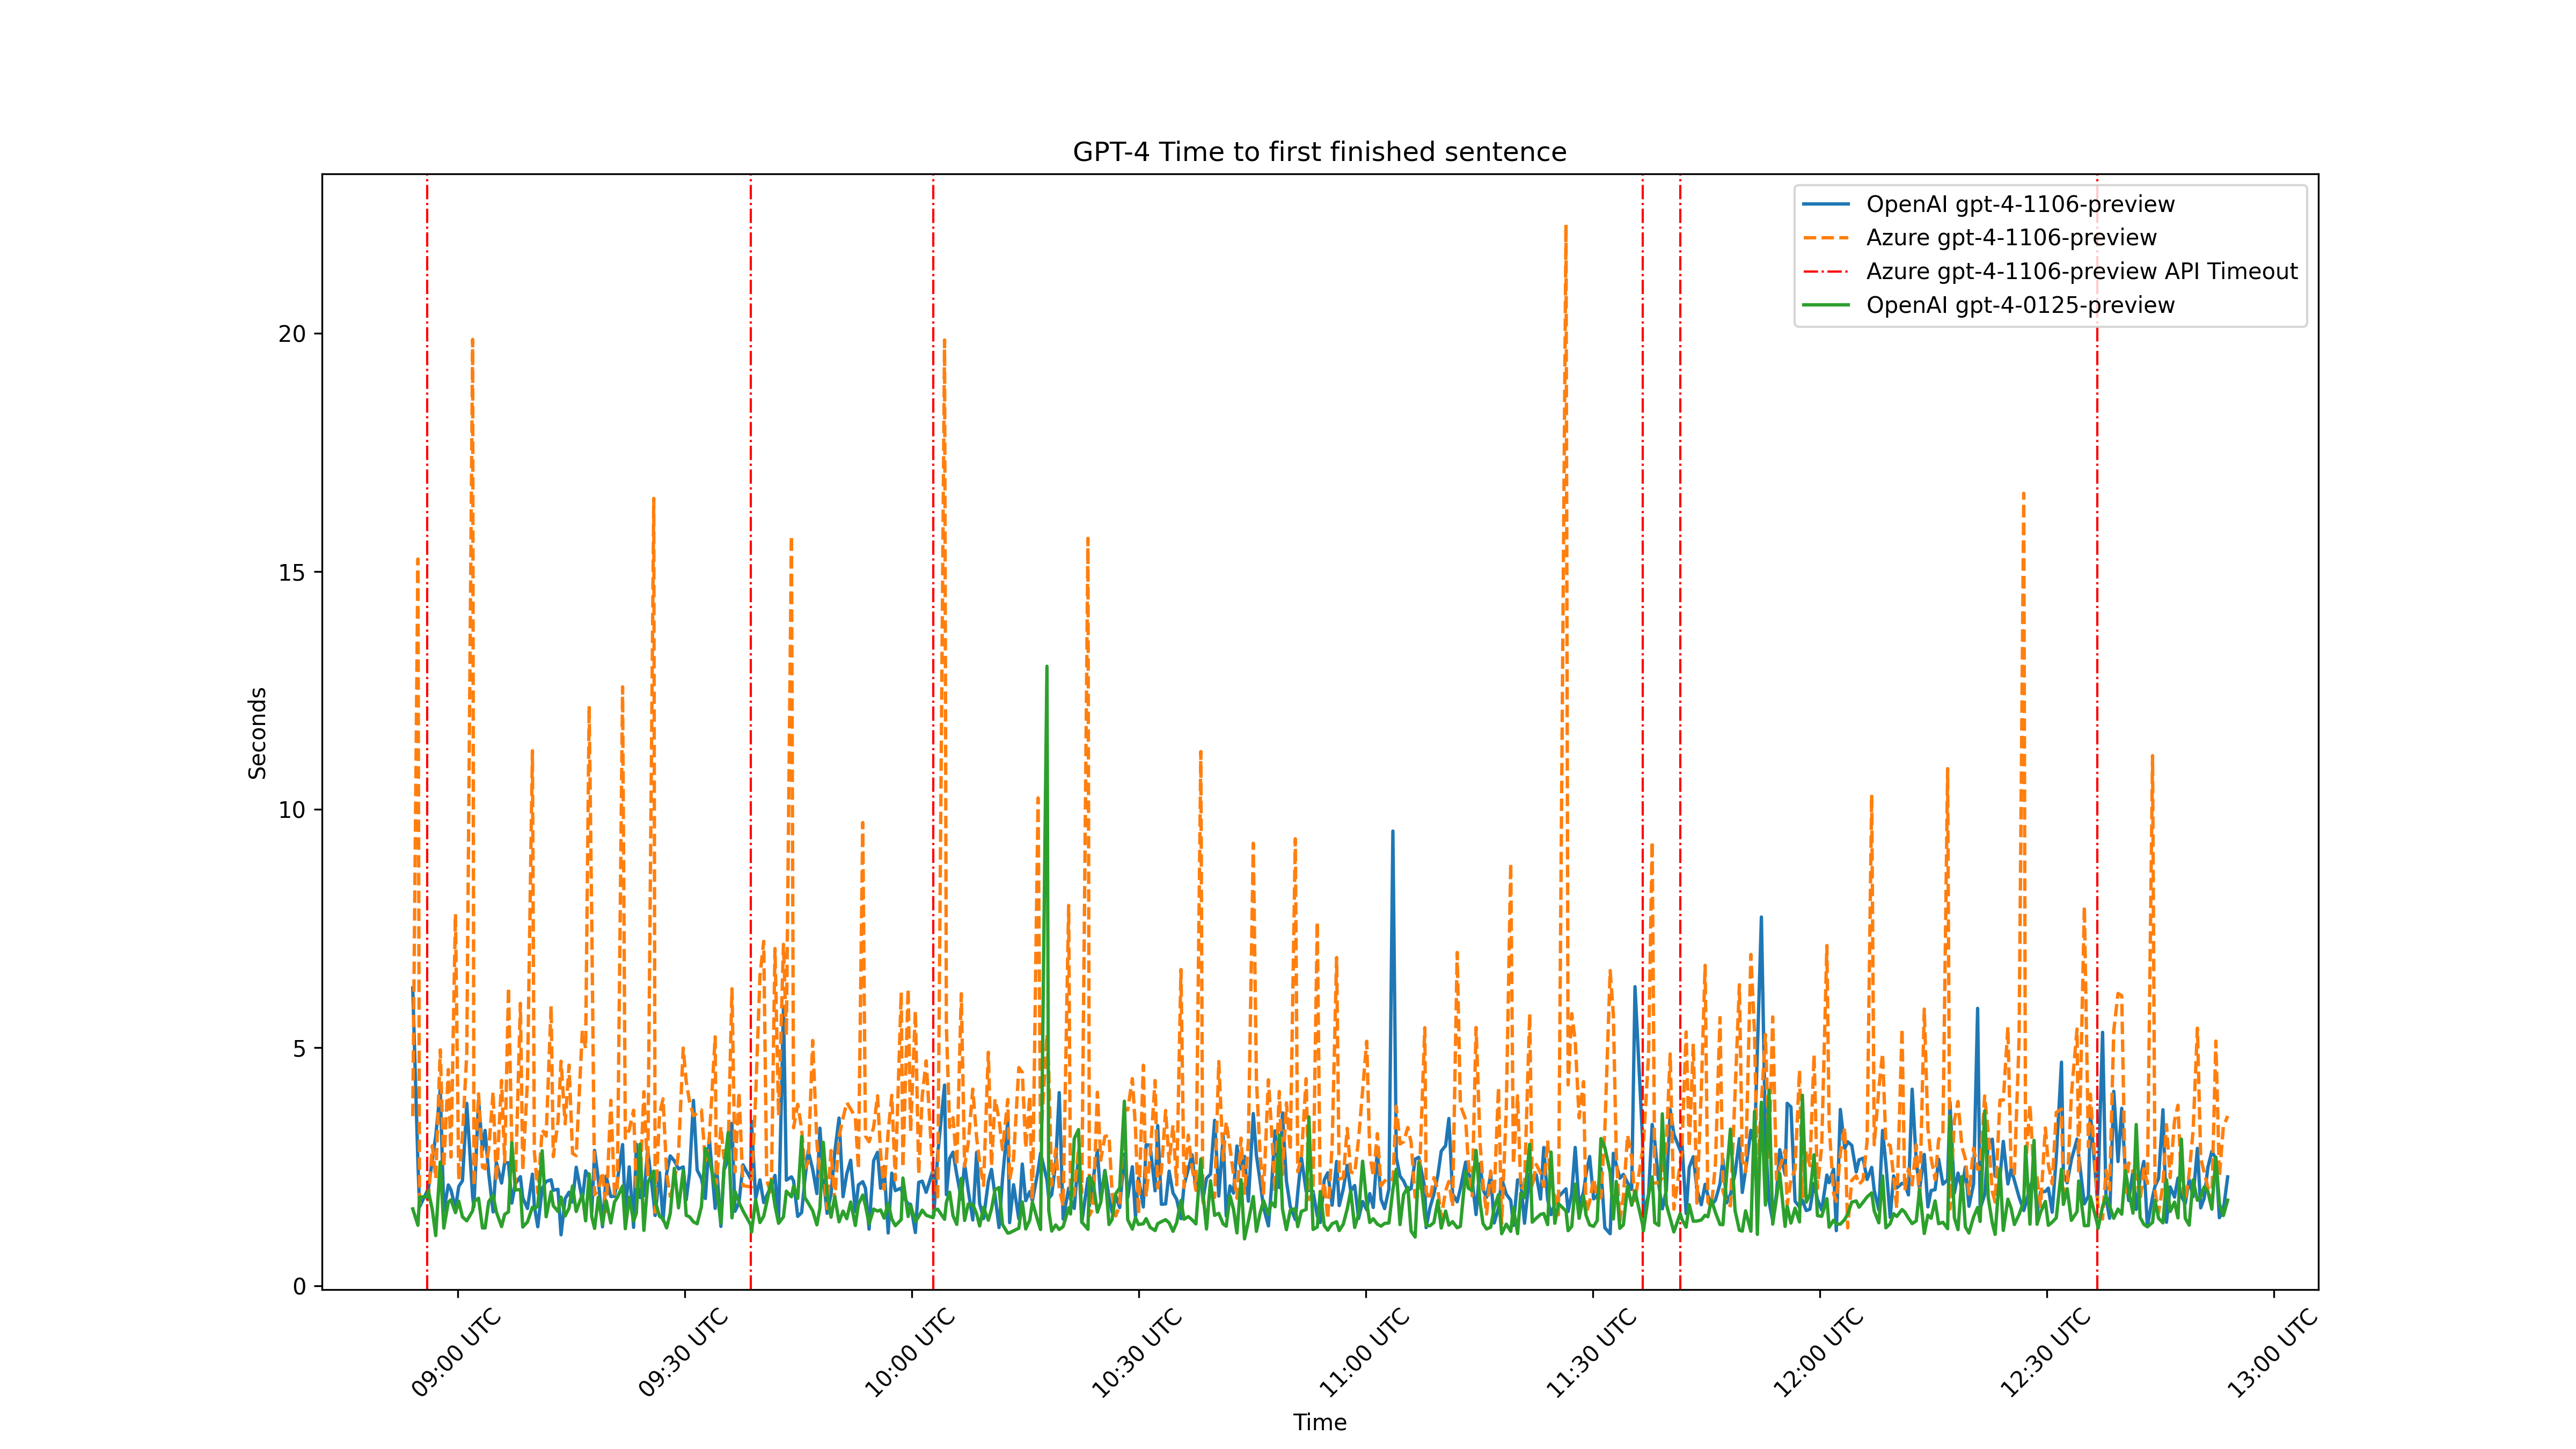 GPT-4 Time to first finished sentence
OpenAI gpt-4-1106-preview
Azure gpt-4-1106-preview
Azure gpt-4-1106-preview API Timeout
OpenAI gpt-4-0125-preview
20
15
10
5
0
Seconds
09:00 UTC
09:30 UTC
10:00 UTC
10:30 UTC
11:00 UTC
11:30 UTC
12:00 UTC
12:30 UTC
13:00 UTC
Time